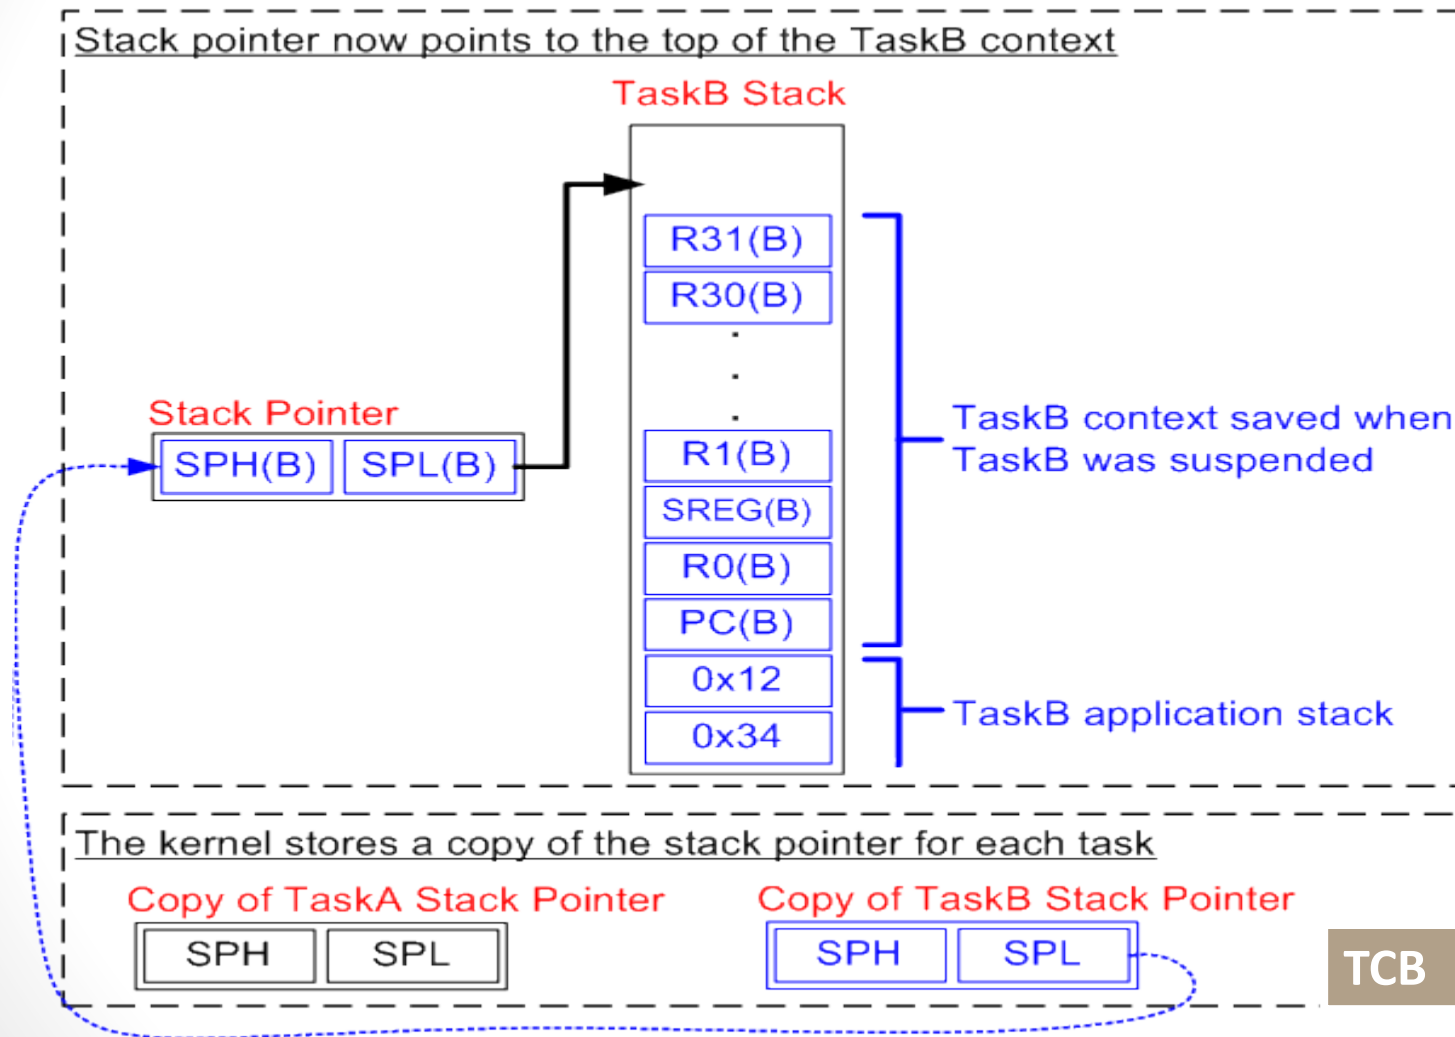 Stack pointer now points to the top of the TaskB context
TaskB Stack
R31(B)
R30(B)
.
.
.
Stack Pointer
SPH(B) SPL(B)
R1(B)
SREG(B)
R0(B)
PC(B)
0x12
0x34
TaskB context saved when
TaskB was suspended
TaskB application stack
The kernel stores a copy of the stack pointer for each task
Copy of TaskA Stack Pointer
SPH SPL
Copy of TaskB Stack Pointer
SPH SPL
TCB